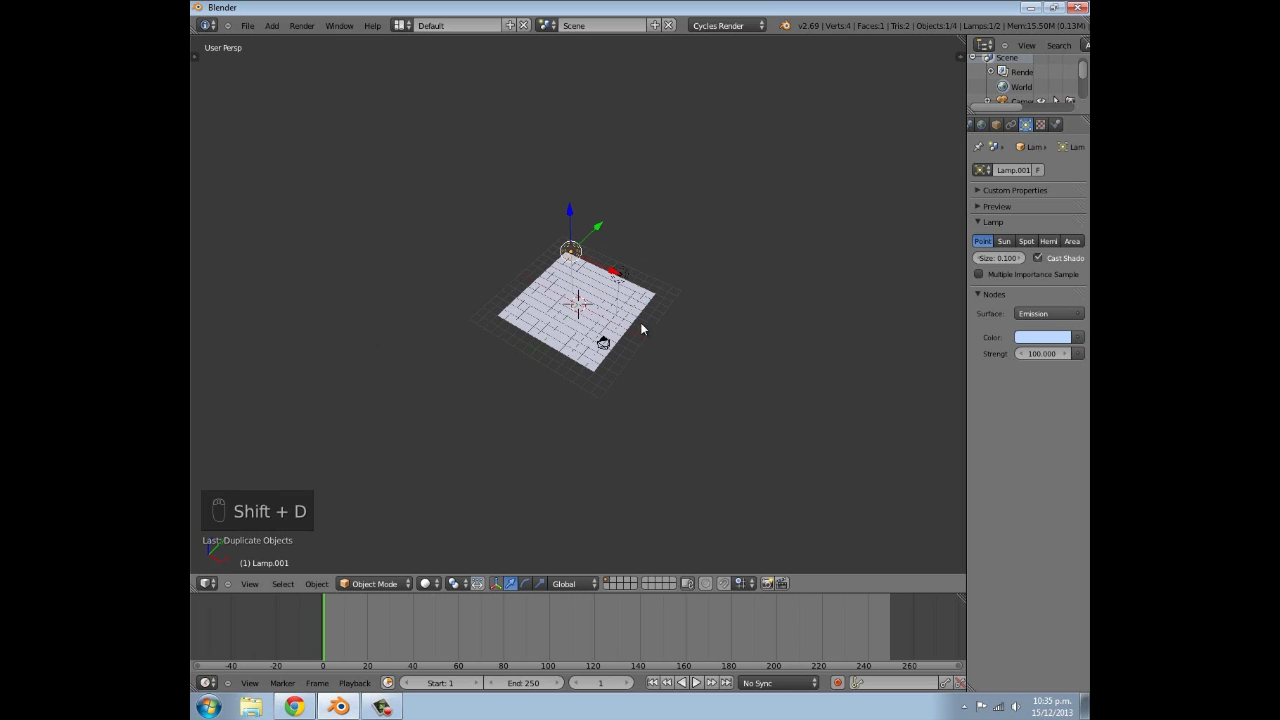 Blender
File Add Render Window Help Default Scene Cycles Render v2.69 | Verts:4 | Faces:1 | Tris:2 | Objects:1/4 | Lamps:1/2 | Mem:15.50M (0.13M)
User Persp
View Search
Scene
Rende
World
Lam Lam
Lamp.001 F
Custom Properties
Preview
Lamp
Point Sun Spot Hemi Area
Size: 0.100 Cast Shado
Multiple Importance Sample
Nodes
Surface: Emission
Color:
Strengt 100.000
Shift + D
Last: Duplicate Objects
(1) Lamp.001
View Select Object Object Mode Global
-40 -20 0 20 40 60 80 100 120 140 160 180 200 220 240 260
View Marker Frame Playback Start: 1 End: 250 1 No Sync
10:35 p.m.
15/12/2013